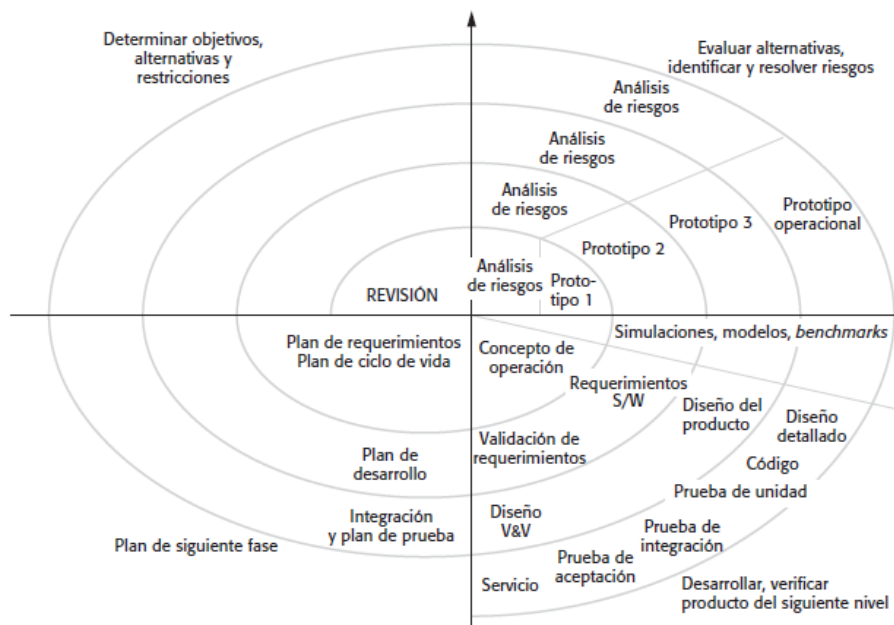 Determinar objetivos,
alternativas y
restricciones
Evaluar alternativas,
identificar y resolver riesgos
Análisis
de riesgos
Análisis
de riesgos
Análisis
de riesgos
Análisis
de riesgos
Proto-
tipo 1
Prototipo 2
Prototipo 3
Prototipo
operacional
REVISIÓN
Plan de requerimientos
Plan de ciclo de vida
Concepto de
operación
Simulaciones, modelos, benchmarks
Requerimientos
S/W
Diseño del
producto
Diseño
detallado
Plan de
desarrollo
Validación de
requerimientos
Código
Prueba de unidad
Integración
y plan de prueba
Diseño
V&V
Prueba de
integración
Plan de siguiente fase
Prueba de
aceptación
Servicio
Desarrollar, verificar
producto del siguiente nivel